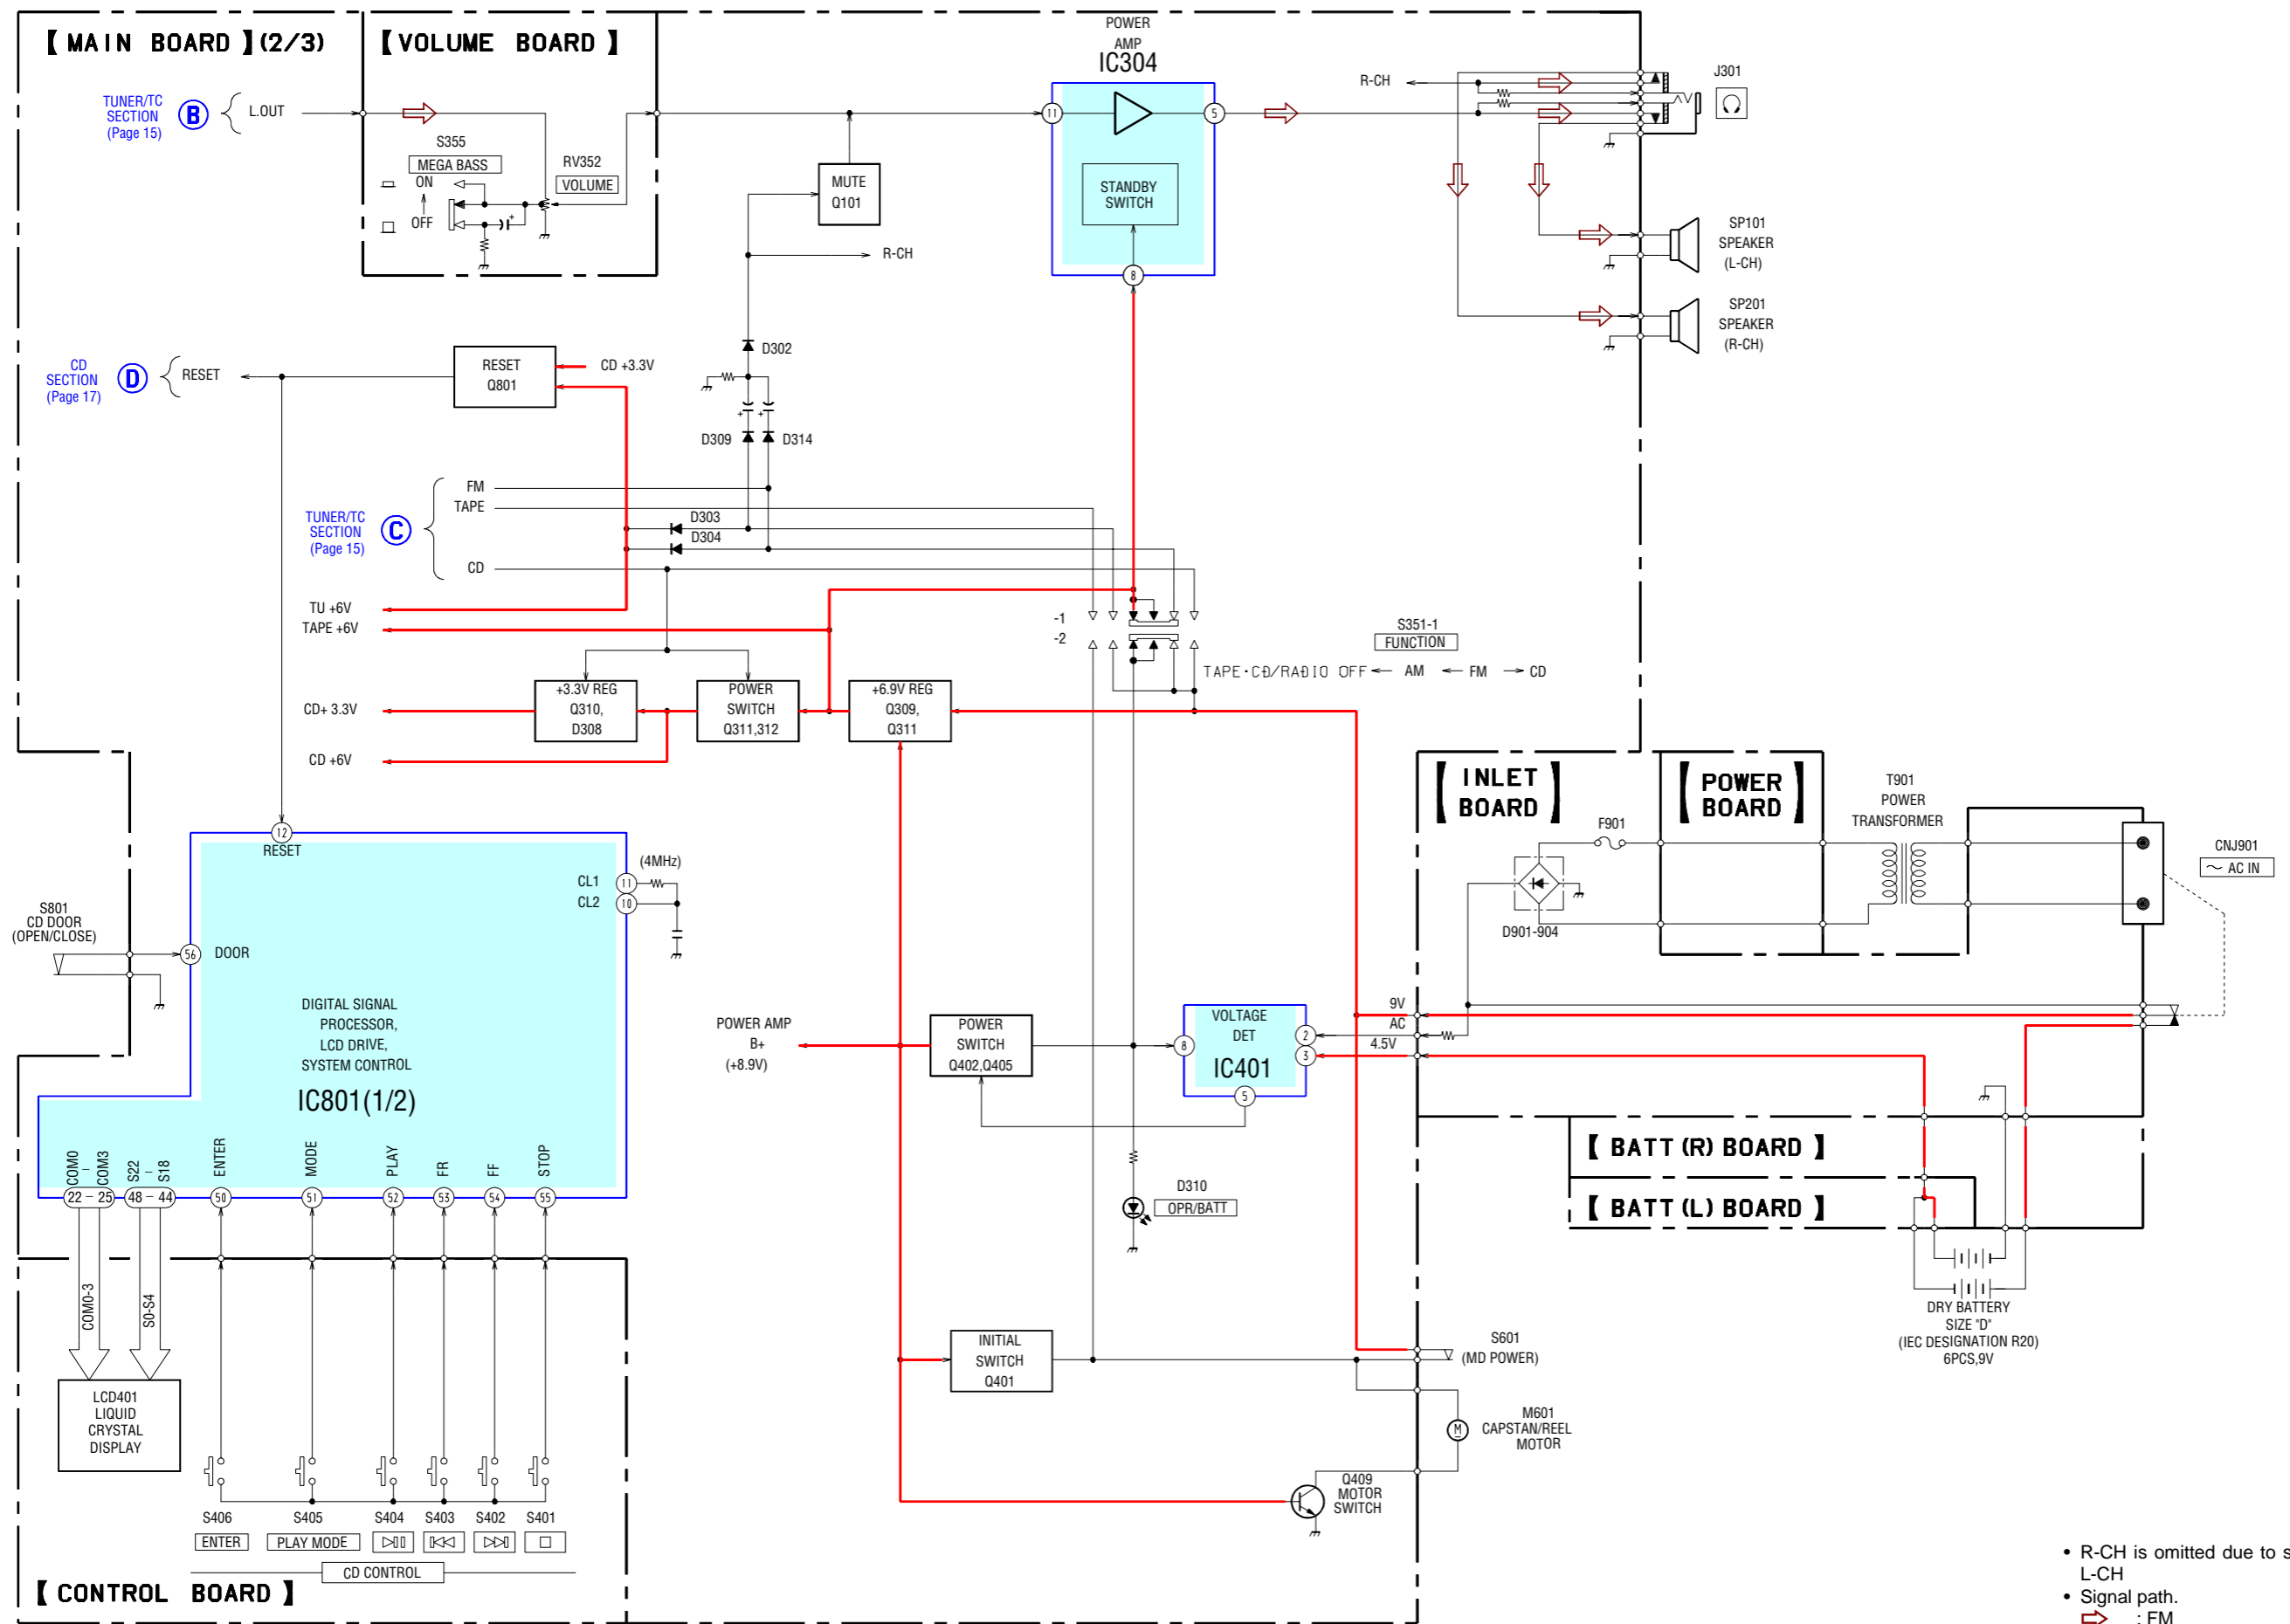 【 MAIN BOARD 】(2/3)
【 VOLUME BOARD 】
POWER
AMP
IC304
TUNER/TC
SECTION
(Page 15)
B
L.OUT
S355
MEGA BASS
ON
OFF
RV352
VOLUME
MUTE
Q101
R-CH
11
5
STANDBY
SWITCH
8
R-CH
J301
SP101
SPEAKER
(L-CH)
SP201
SPEAKER
(R-CH)
CD
SECTION
(Page 17)
D
RESET
RESET
Q801
CD +3.3V
D302
D309
D314
TUNER/TC
SECTION
(Page 15)
C
FM
TAPE
CD
D303
D304
TU +6V
TAPE +6V
-1
-2
S351-1
FUNCTION
TAPE·CD/RADIO OFF ← AM ← FM → CD
CD+ 3.3V
+3.3V REG
Q310,
D308
POWER
SWITCH
Q311,312
+6.9V REG
Q309,
Q311
CD +6V
【 INLET
BOARD 】
【 POWER
BOARD 】
T901
POWER
TRANSFORMER
F901
D901-904
CNJ901
~ AC IN
12
RESET
CL1
11
(4MHz)
CL2
10
S801
CD DOOR
(OPEN/CLOSE)
56
DOOR
DIGITAL SIGNAL
PROCESSOR,
LCD DRIVE,
SYSTEM CONTROL
IC801(1/2)
POWER AMP
B+
(+8.9V)
POWER
SWITCH
Q402,Q405
VOLTAGE
DET
IC401
8
2
3
5
9V
AC
4.5V
COM0
–
COM3
S22
–
S18
ENTER
MODE
PLAY
FR
FF
STOP
22 – 25
48 – 44
50
51
52
53
54
55
D310
OPR/BATT
【 BATT (R) BOARD 】
【 BATT (L) BOARD 】
DRY BATTERY
SIZE "D"
(IEC DESIGNATION R20)
6PCS,9V
COM0-3
S0-S4
LCD401
LIQUID
CRYSTAL
DISPLAY
INITIAL
SWITCH
Q401
S601
(MD POWER)
M
M601
CAPSTAN/REEL
MOTOR
Q409
MOTOR
SWITCH
S406
ENTER
S405
PLAY MODE
S404
S403
S402
S401
CD CONTROL
【 CONTROL BOARD 】
• R-CH is omitted due to s
L-CH
• Signal path.
: FM